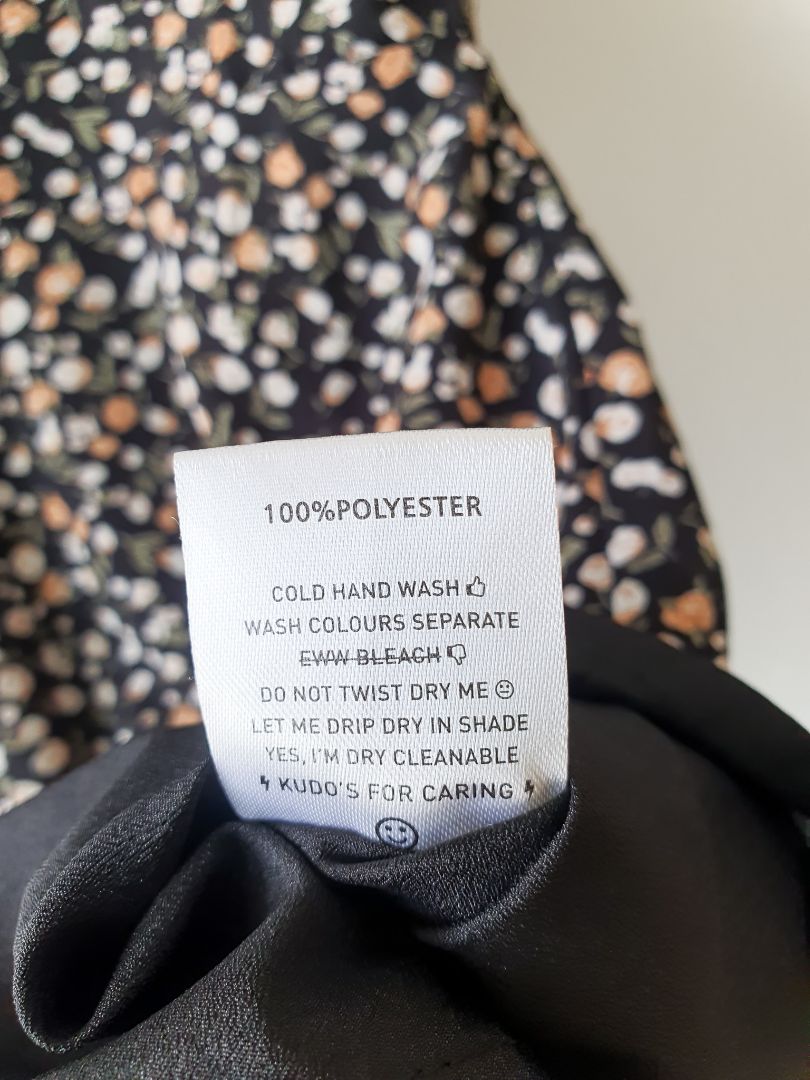 100%POLYESTER
COLD HAND WASH
WASH COLOURS SEPARATE
EWW BLEACH
DO NOT TWIST DRY ME
LET ME DRIP DRY IN SHADE
YES, I'M DRY CLEANABLE
KUDO'S FOR CARING